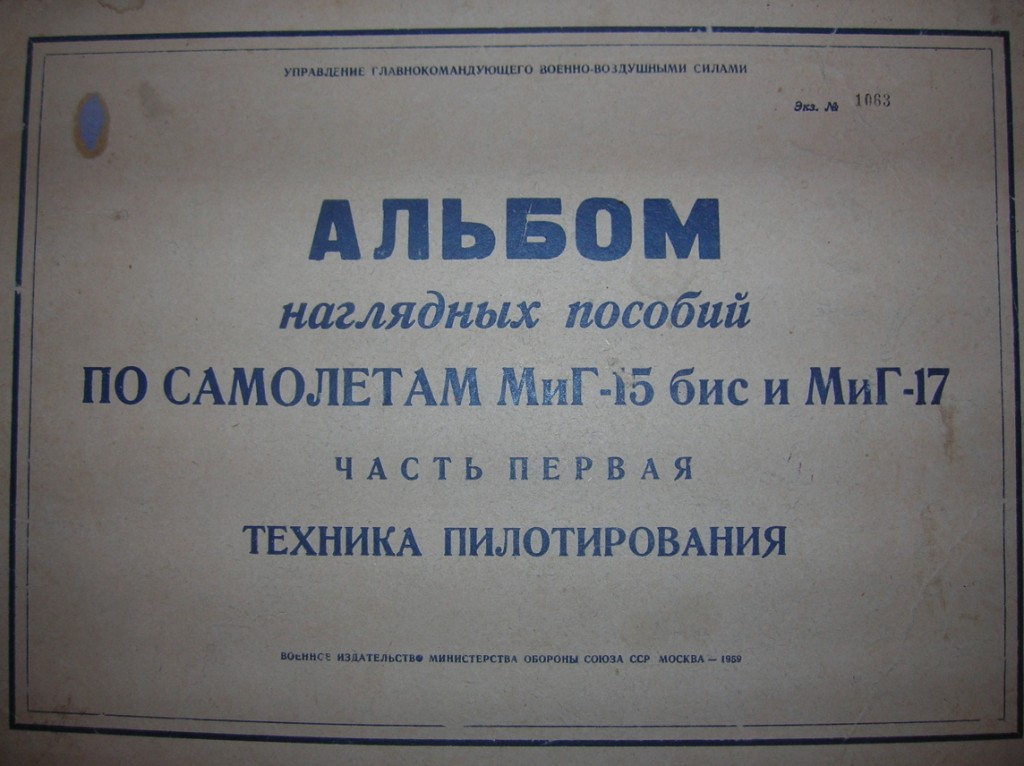 УПРАВЛЕНИЕ ГЛАВНОКОМАНДУЮЩЕГО ВОЕННО-ВОЗДУШНЫМИ СИЛАМИ
Экз. № 1063
АЛЬБОМ
наглядных пособий
ПО САМОЛЕТАМ МиГ-15 бис и МиГ-17
ЧАСТЬ ПЕРВАЯ
ТЕХНИКА ПИЛОТИРОВАНИЯ
ВОЕННОЕ ИЗДАТЕЛЬСТВО МИНИСТЕРСТВА ОБОРОНЫ СОЮЗА ССР МОСКВА — 1959